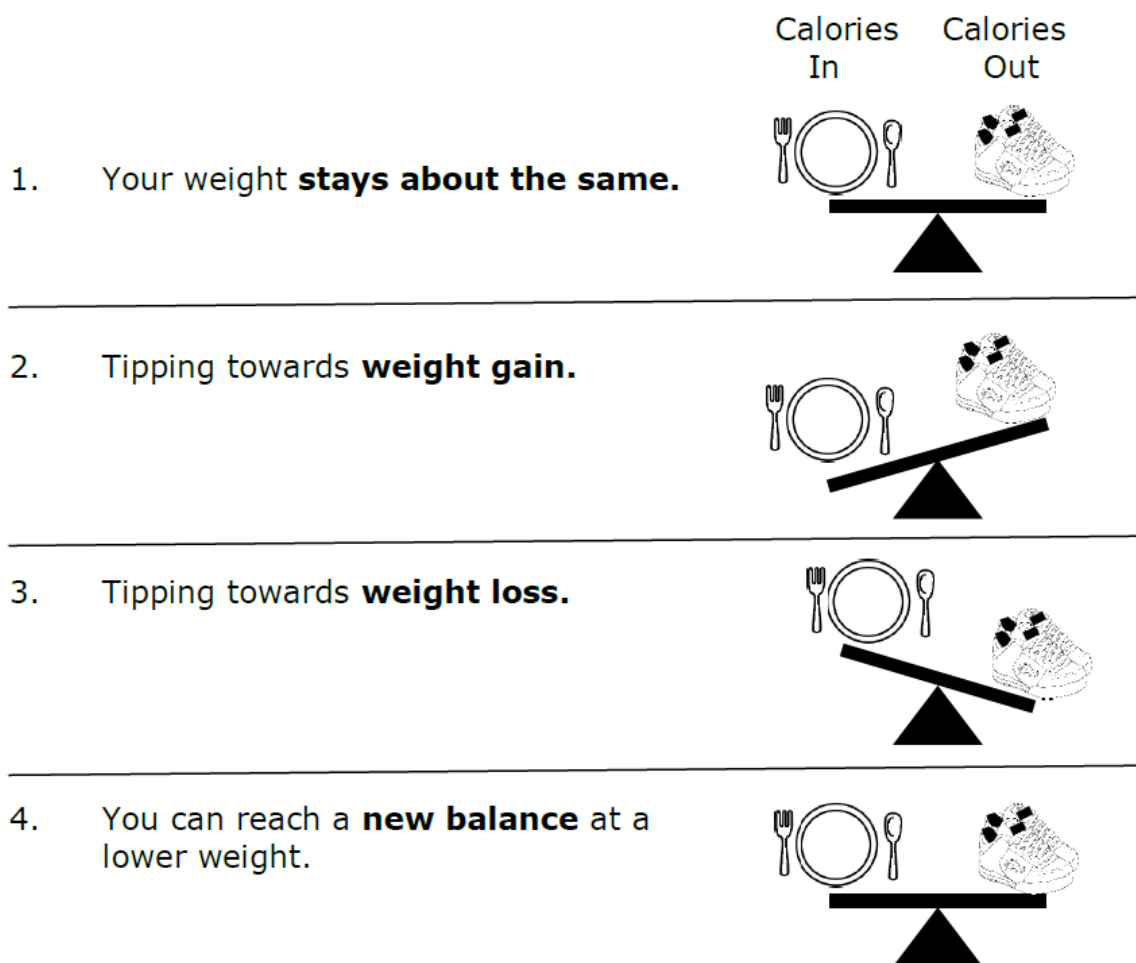 Calories Calories
In Out
1. Your weight stays about the same.
2. Tipping towards weight gain.
3. Tipping towards weight loss.
4. You can reach a new balance at a
lower weight.